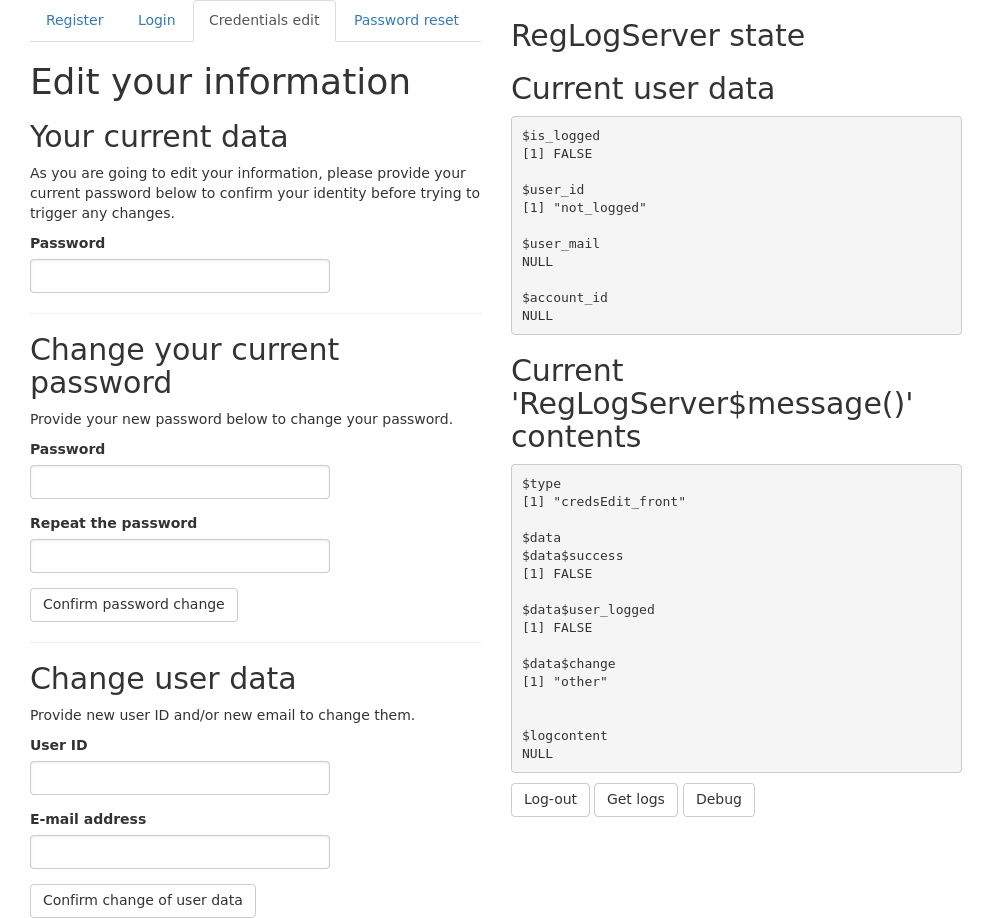 Register Login Credentials edit Password reset
Edit your information
Your current data
As you are going to edit your information, please provide your
current password below to confirm your identity before trying to
trigger any changes.
Password
Change your current
password
Provide your new password below to change your password.
Password
Repeat the password
Confirm password change
Change user data
Provide new user ID and/or new email to change them.
User ID
E-mail address
Confirm change of user data
RegLogServer state
Current user data
$is_logged
[1] FALSE
$user_id
[1] "not_logged"
$user_mail
NULL
$account_id
NULL
Current
'RegLogServer$message()'
contents
$type
[1] "credsEdit_front"
$data
$data$success
[1] FALSE
$data$user_logged
[1] FALSE
$data$change
[1] "other"
$logcontent
NULL
Log-out Get logs Debug